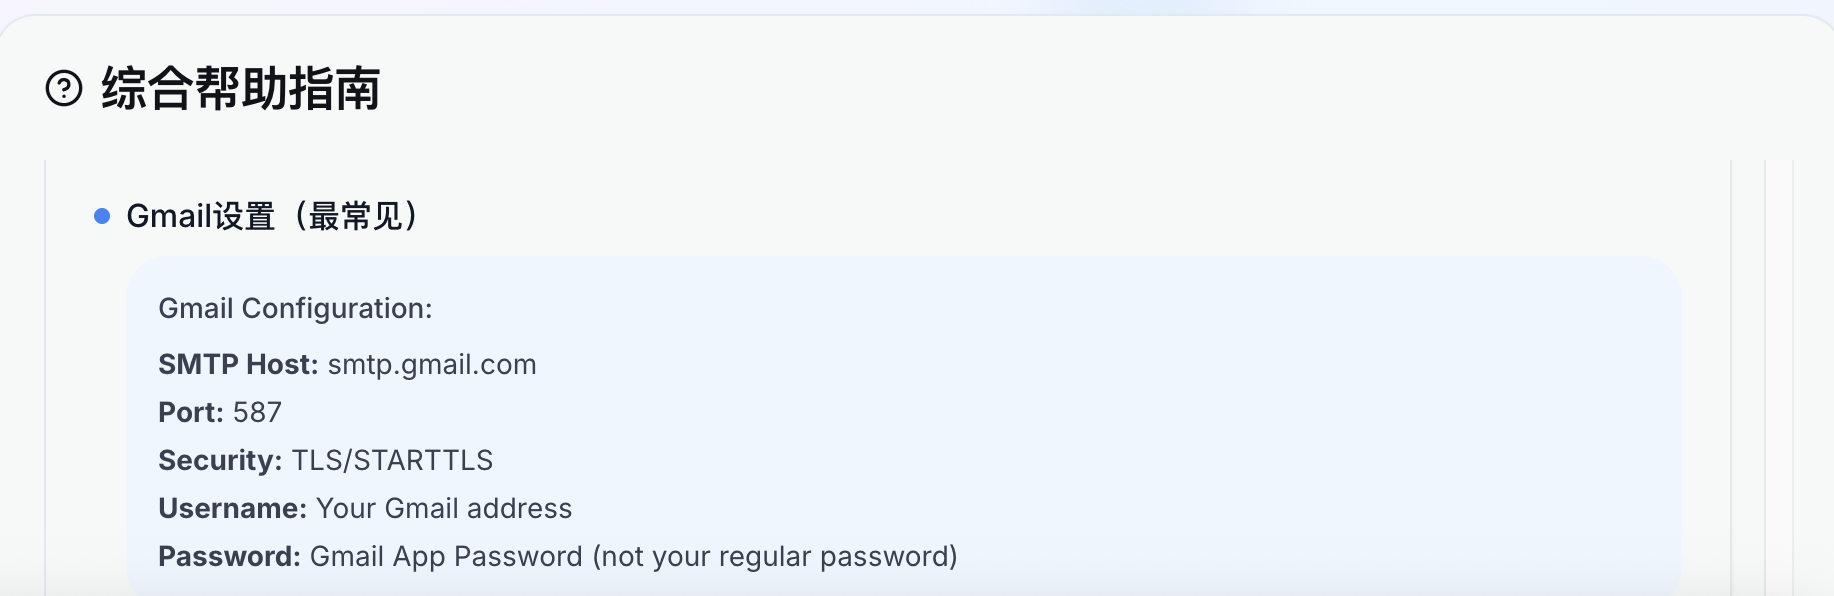 综合帮助指南
Gmail设置（最常见）
Gmail Configuration:
SMTP Host: smtp.gmail.com
Port: 587
Security: TLS/STARTTLS
Username: Your Gmail address
Password: Gmail App Password (not your regular password)